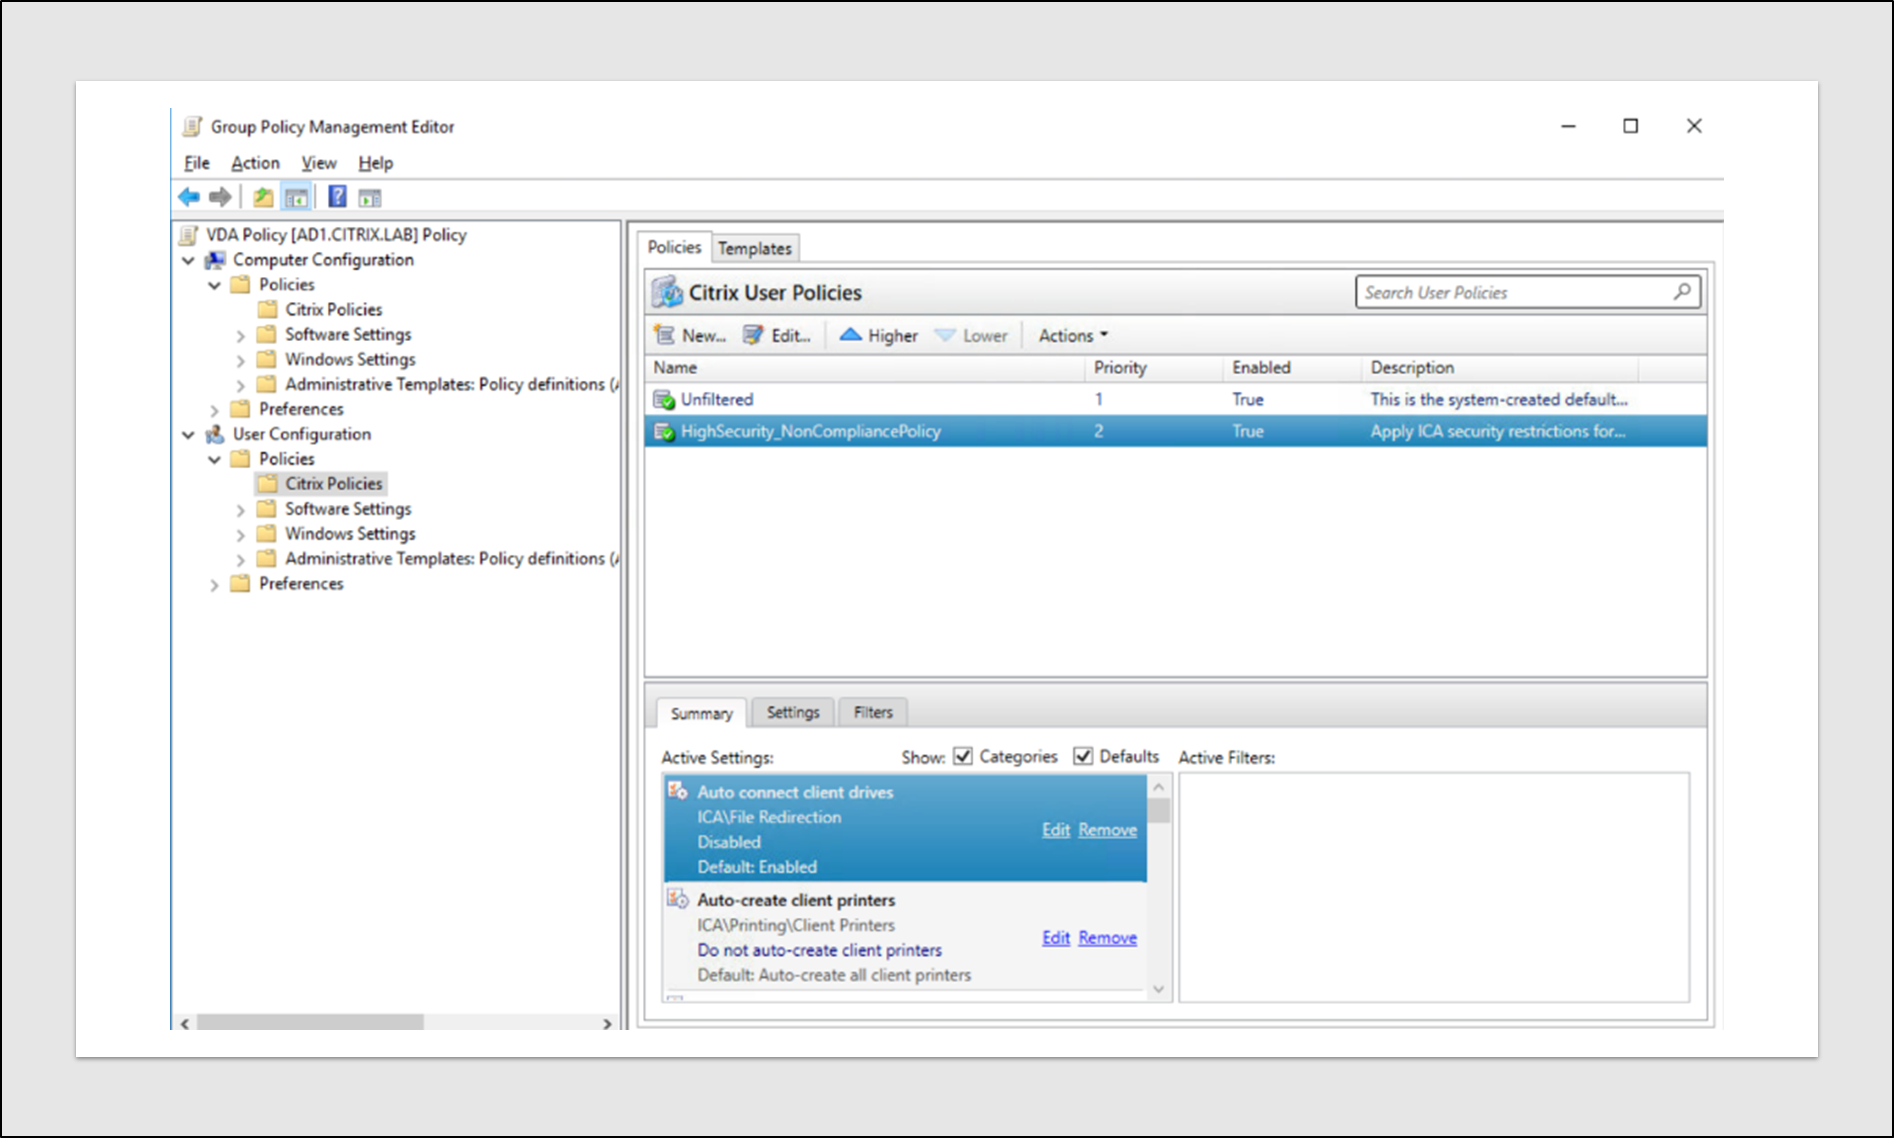 Group Policy Management Editor
File Action View Help
VDA Policy [AD1.CITRIX.LAB] Policy
Computer Configuration
Policies
Citrix Policies
Software Settings
Windows Settings
Administrative Templates: Policy definitions (
Preferences
User Configuration
Policies
Citrix Policies
Software Settings
Windows Settings
Administrative Templates: Policy definitions (
Preferences
Policies Templates
Citrix User Policies
Search User Policies
New... Edit... Higher Lower Actions
Name Priority Enabled Description
Unfiltered 1 True This is the system-created default...
HighSecurity_NonCompliancePolicy 2 True Apply ICA security restrictions for...
Summary Settings Filters
Active Settings: Show: Categories Defaults Active Filters:
Auto connect client drives
ICA\File Redirection
Disabled
Default: Enabled
Edit Remove
Auto-create client printers
ICA\Printing\Client Printers
Do not auto-create client printers
Default: Auto-create all client printers
Edit Remove